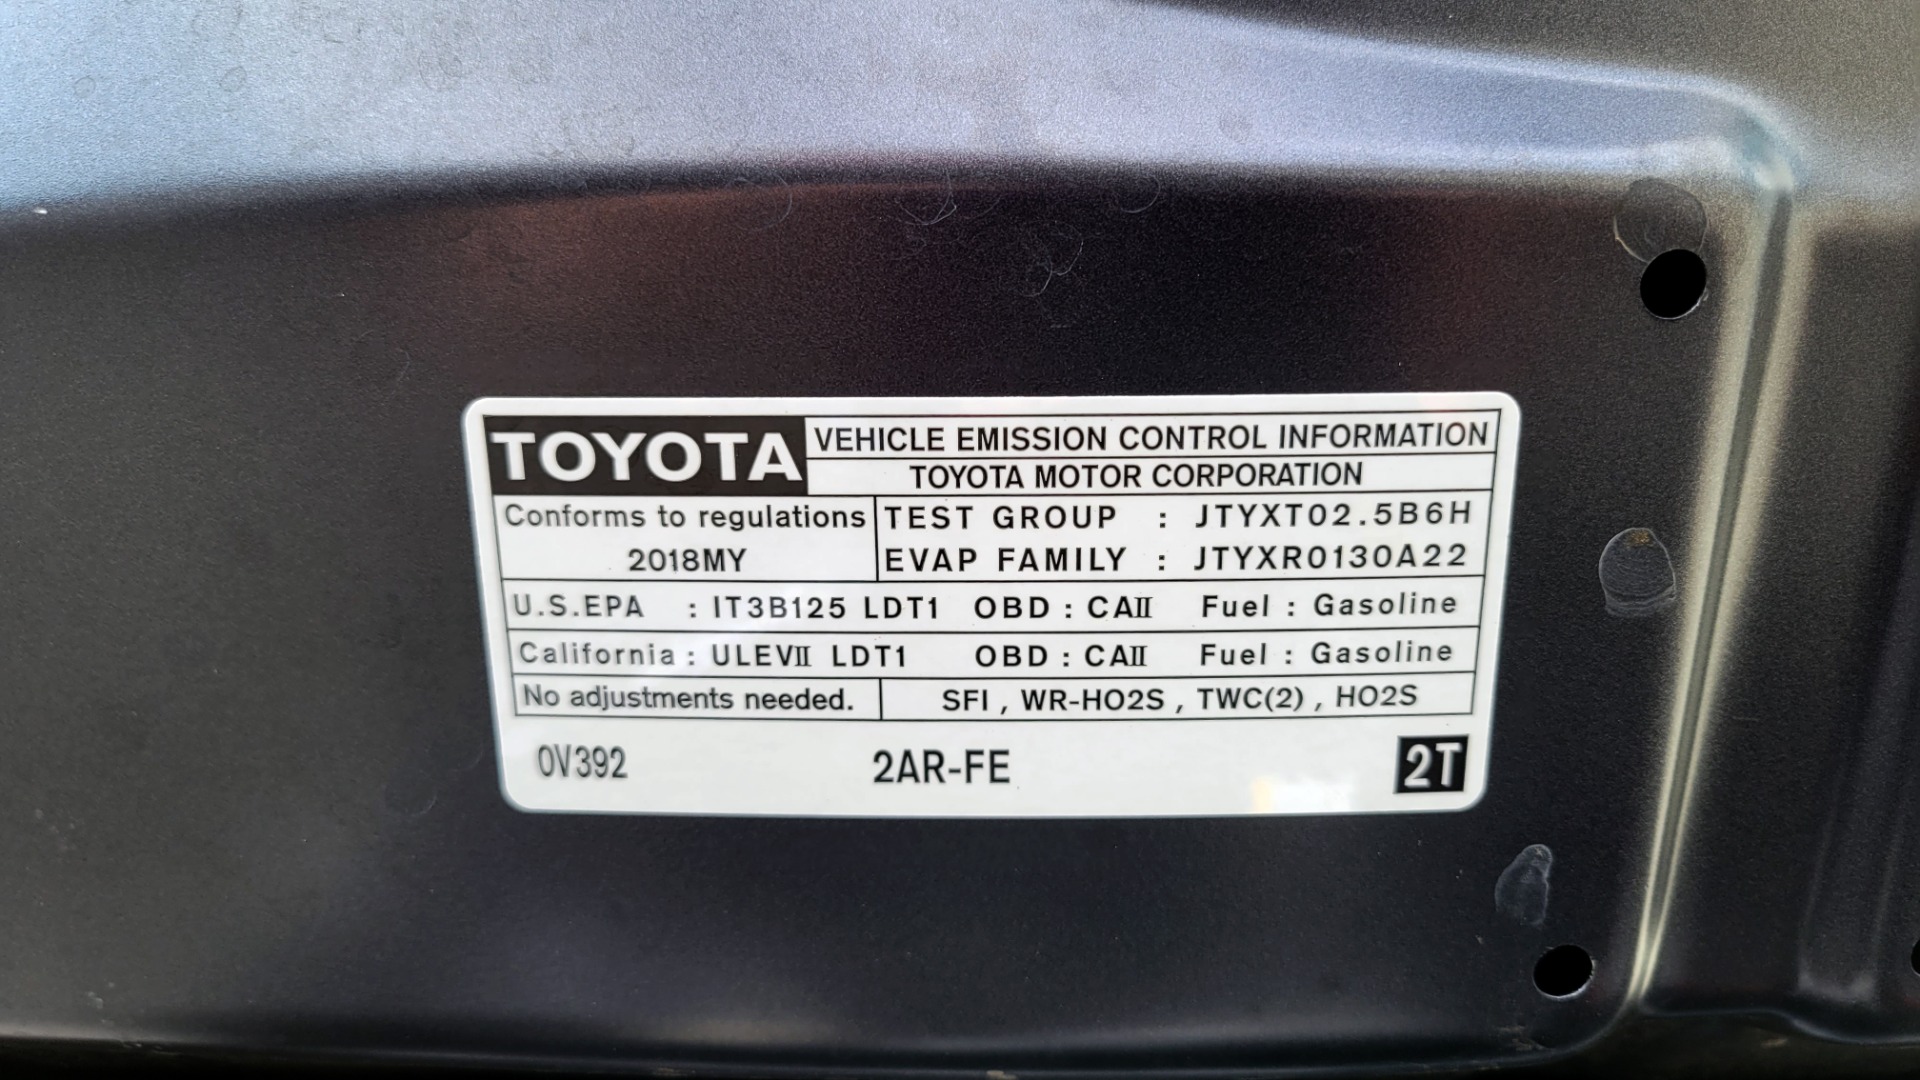 TOYOTA VEHICLE EMISSION CONTROL INFORMATION
TOYOTA MOTOR CORPORATION
Conforms to regulations TEST GROUP : JTYXT02.5B6H
2018MY EVAP FAMILY : JTYXR0130A22
U.S.EPA : IT3B125 LDT1 OBD : CAII Fuel : Gasoline
California : ULEVII LDT1 OBD : CAII Fuel : Gasoline
No adjustments needed. SFI , WR-HO2S , TWC(2) , HO2S
0V392 2AR-FE 2T